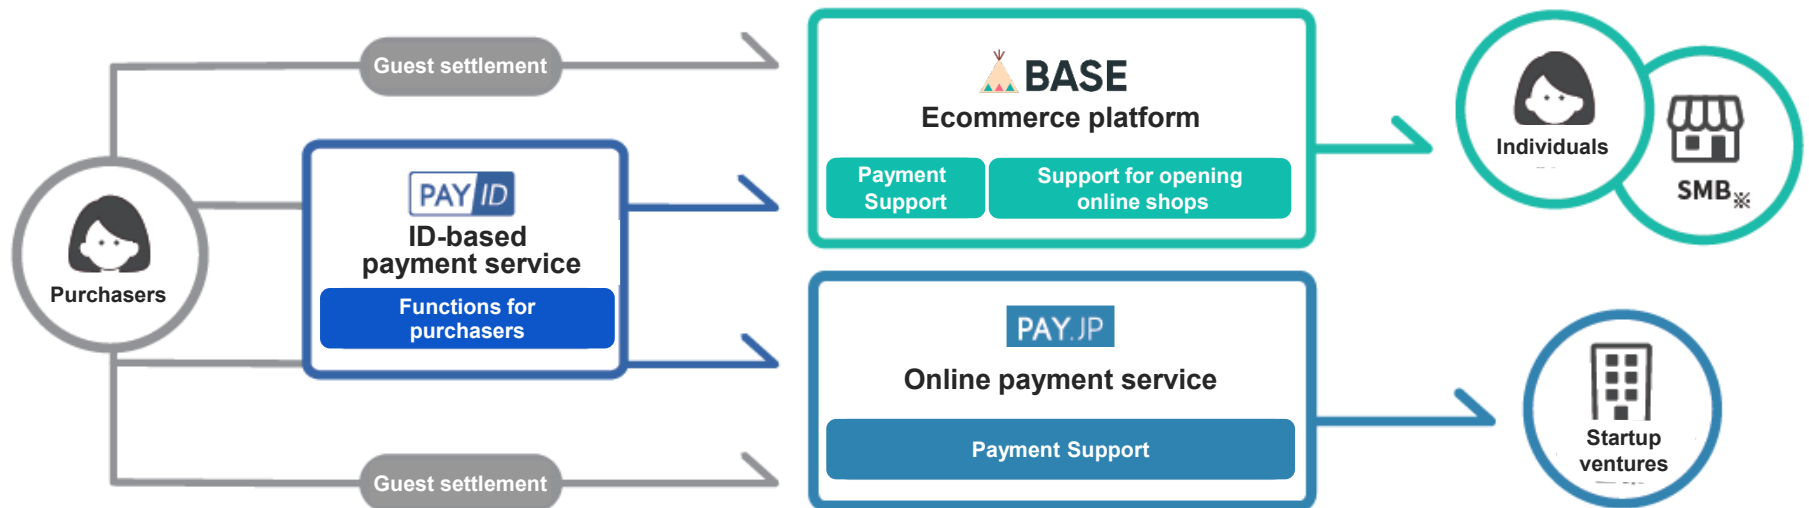 Guest settlement
BASE
Ecommerce platform
Payment
Support
Support for opening
online shops
Individuals
SMB※
Purchasers
PAY ID
ID-based
payment service
Functions for
purchasers
PAY.JP
Online payment service
Payment Support
Startup
ventures
Guest settlement